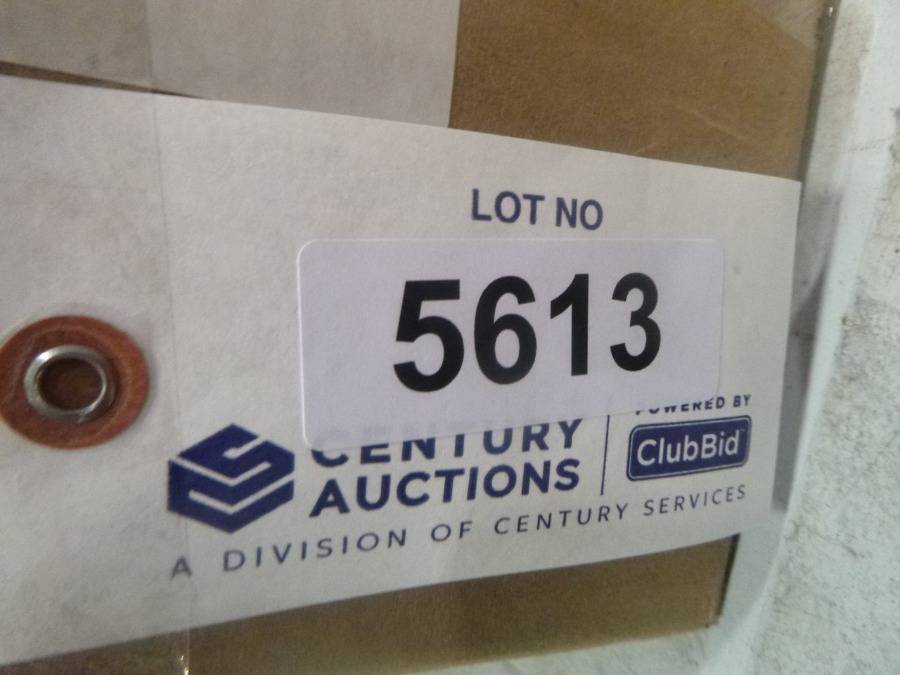 LOT NO
5613
CENTURY
AUCTIONS
POWERED BY
ClubBid
A DIVISION OF CENTURY SERVICES